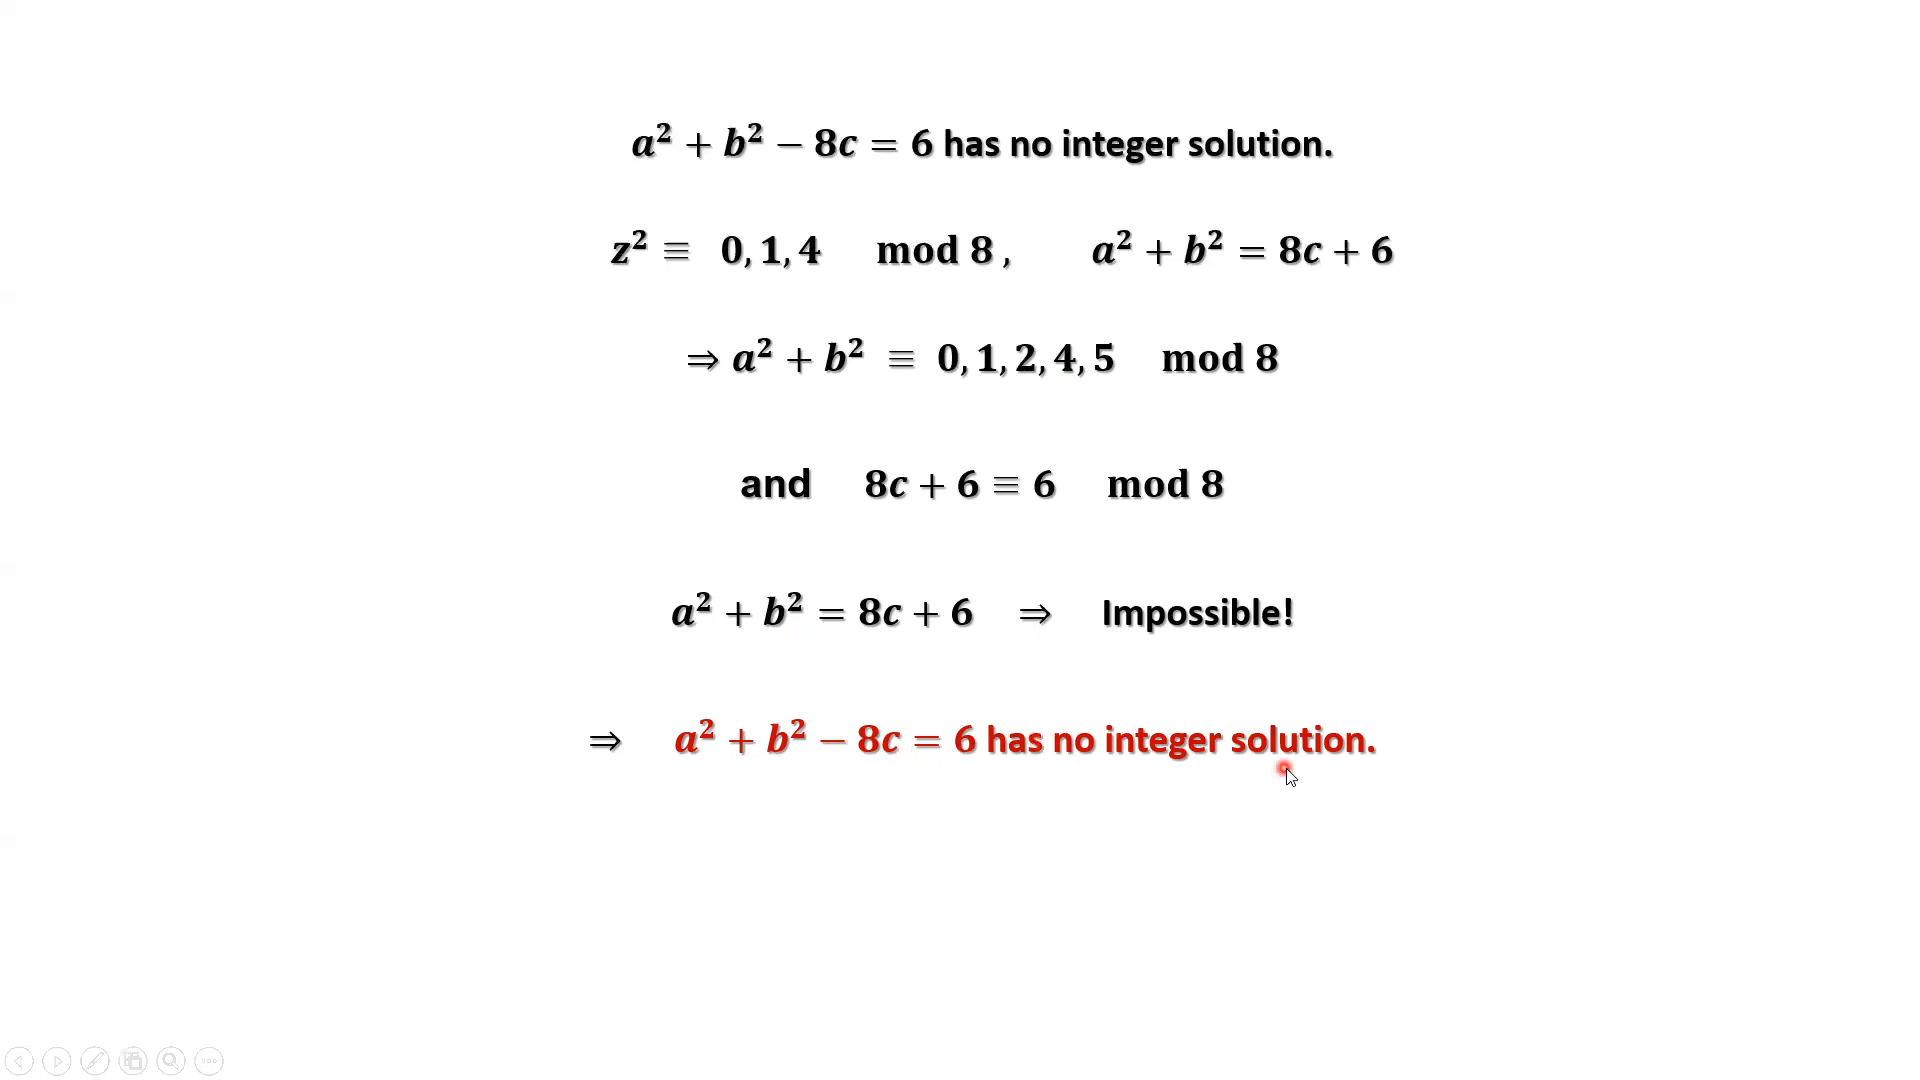 a² + b² − 8c = 6 has no integer solution.
z² ≡ 0, 1, 4 mod 8 , a² + b² = 8c + 6
⇒ a² + b² ≡ 0, 1, 2, 4, 5 mod 8
and 8c + 6 ≡ 6 mod 8
a² + b² = 8c + 6 ⇒ Impossible!
⇒ a² + b² − 8c = 6 has no integer solution.